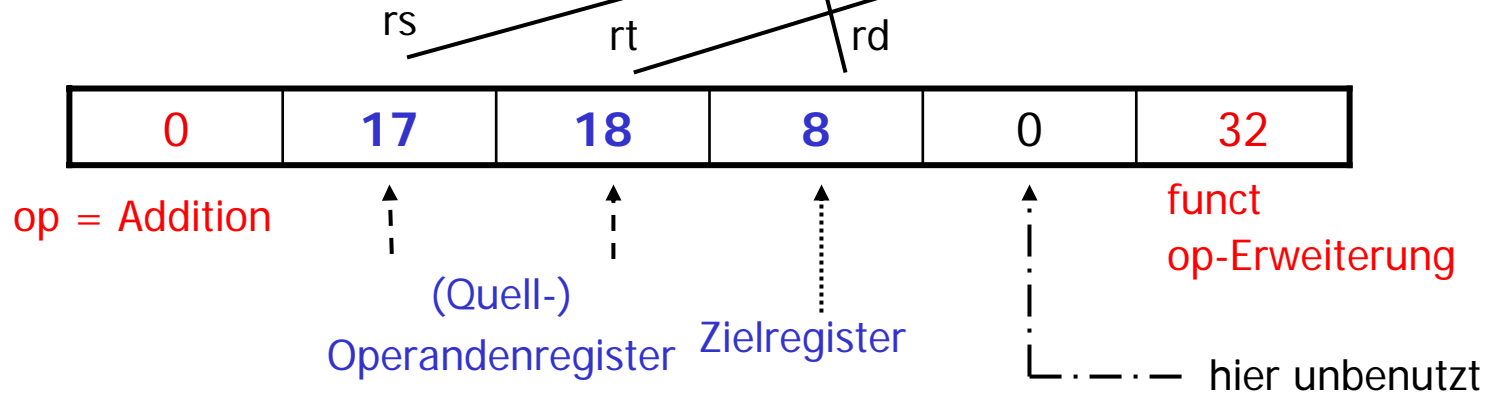 rs rt rd
0 17 18 8 0 32
op = Addition
funct
op-Erweiterung
(Quell-)
Operandenregister
Zielregister
hier unbenutzt